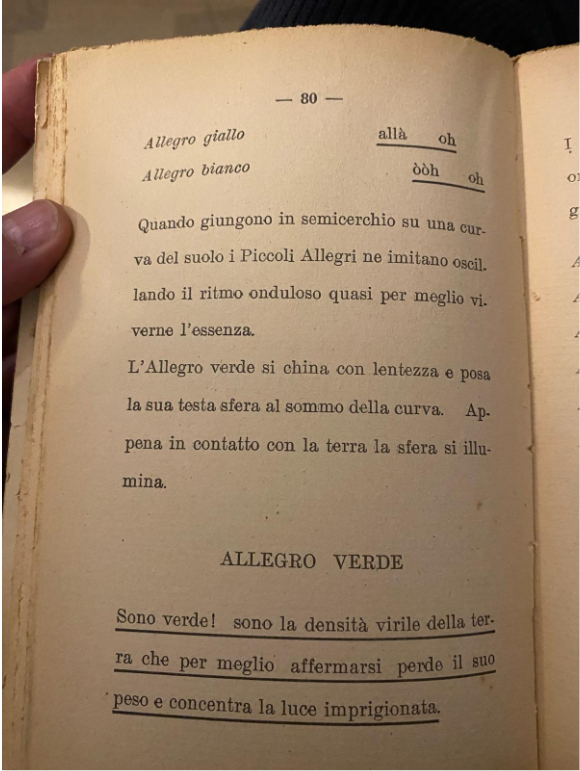 — 80 —
Allegro giallo allà oh
Allegro bianco òòh oh
Quando giungono in semicerchio su una cur-
va del suolo i Piccoli Allegri ne imitano oscil.
lando il ritmo onduloso quasi per meglio vi-
verne l'essenza.
L'Allegro verde si china con lentezza e posa
la sua testa sfera al sommo della curva. Ap-
pena in contatto con la terra la sfera si illu-
mina.
ALLEGRO VERDE
Sono verde! sono la densità virile della ter-
ra che per meglio affermarsi perde il suo
peso e concentra la luce imprigionata.